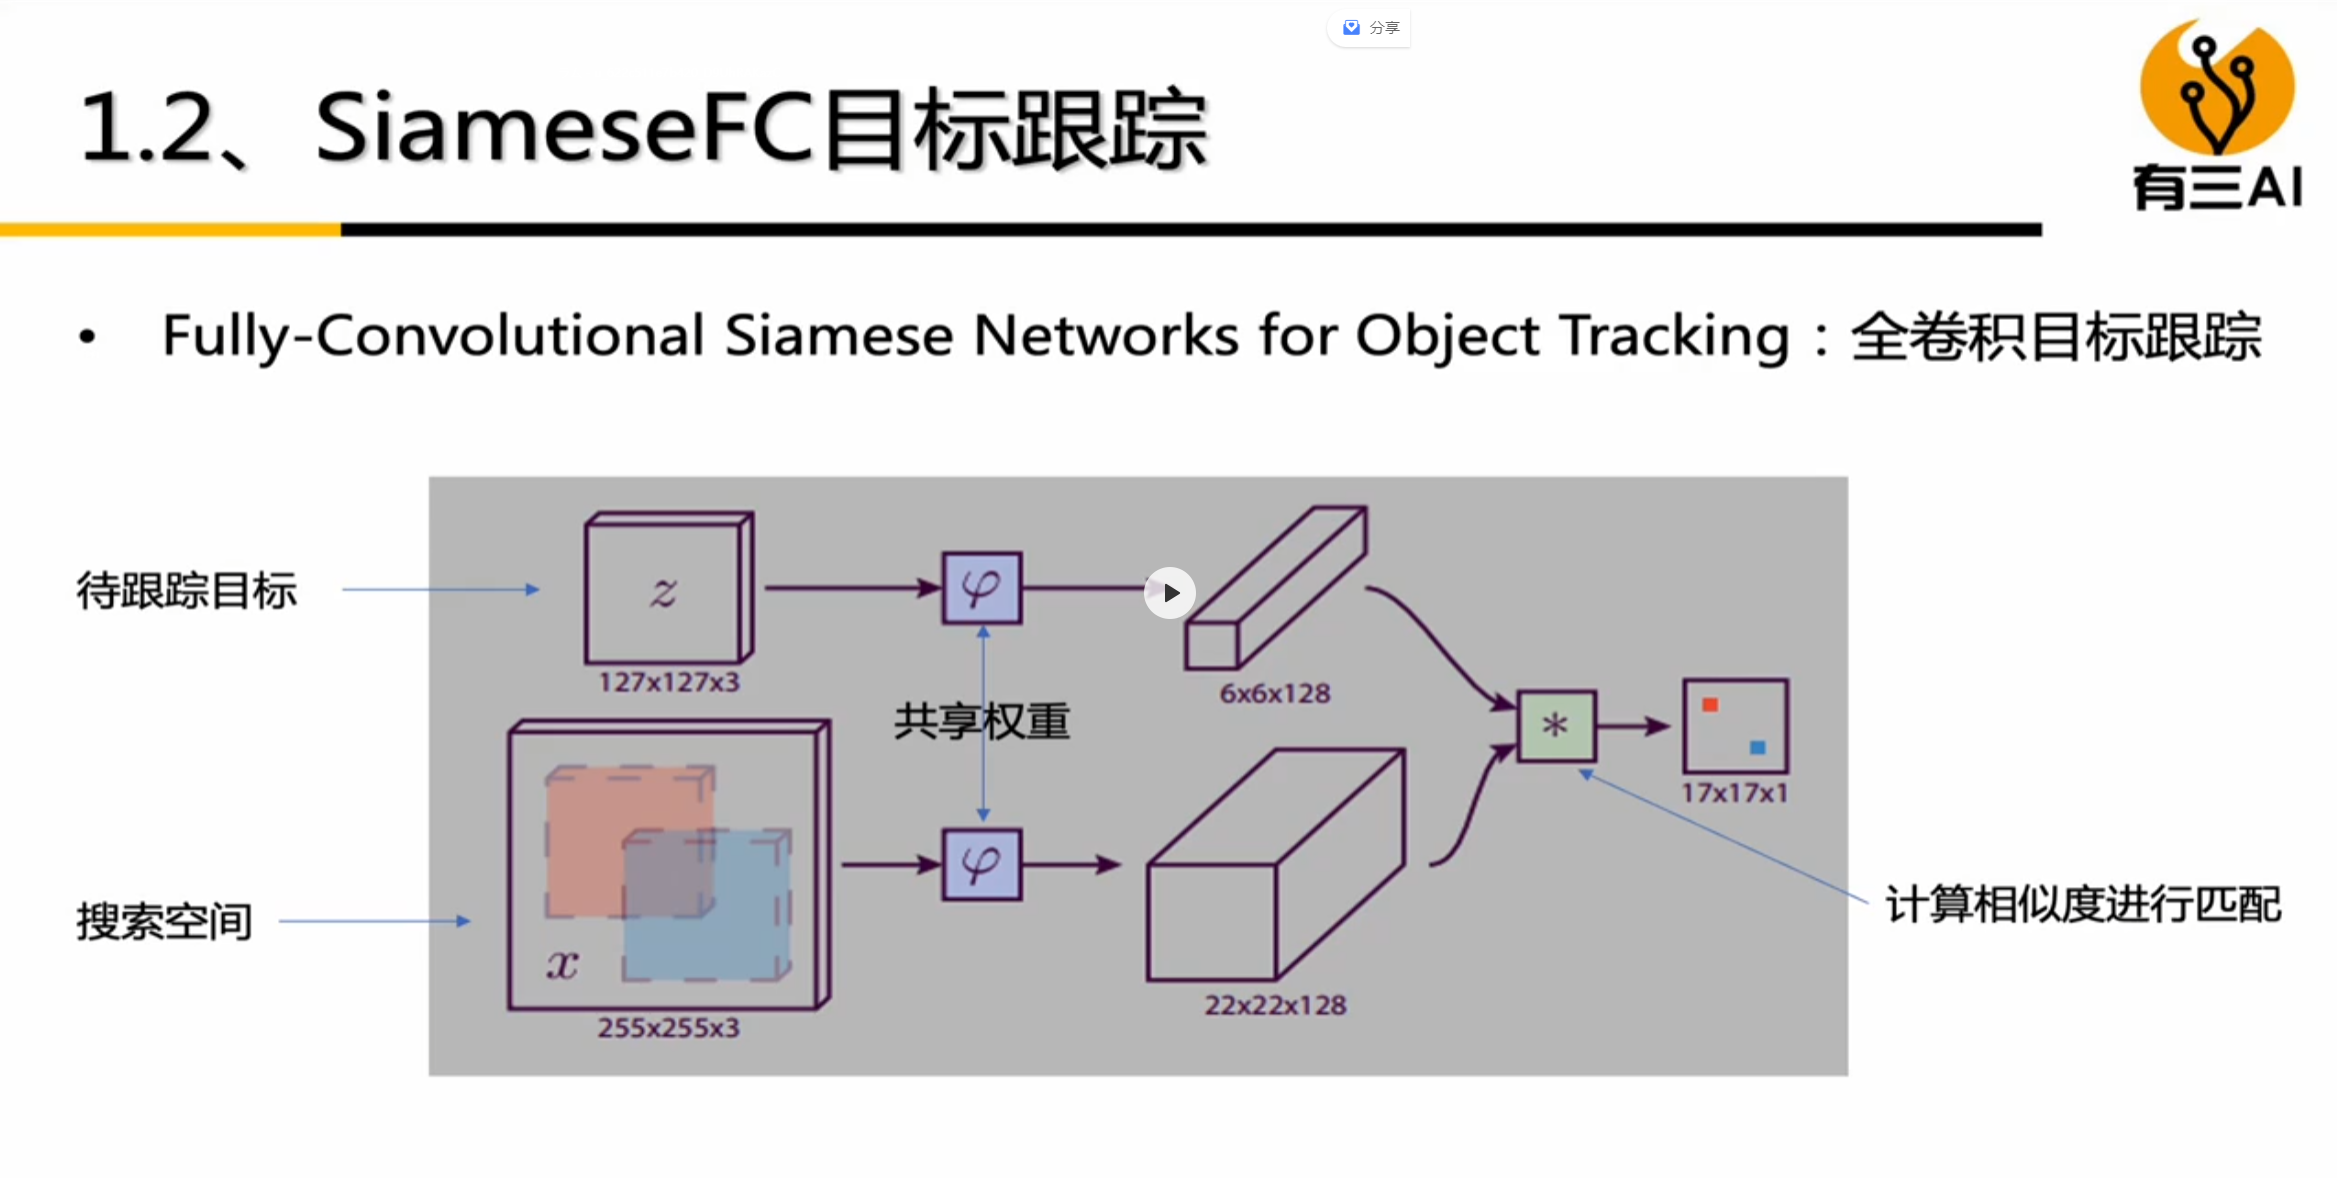 分享
1.2、SiameseFC目标跟踪
有三AI
• Fully-Convolutional Siamese Networks for Object Tracking：全卷积目标跟踪
待跟踪目标
z
φ
127x127x3
6x6x128
共享权重
*
17x17x1
搜索空间
x
φ
计算相似度进行匹配
255x255x3
22x22x128